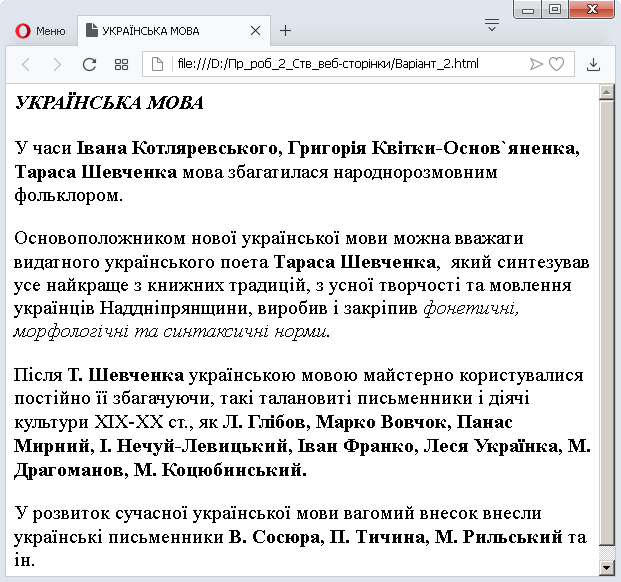 Меню
УКРАЇНСЬКА МОВА
file:///D:/Пр_роб_2_Ств_веб-сторінки/Варіант_2.html
УКРАЇНСЬКА МОВА
У часи Івана Котляревського, Григорія Квітки-Основ`яненка,
Тараса Шевченка мова збагатилася народнорозмовним
фольклором.
Основоположником нової української мови можна вважати
видатного українського поета Тараса Шевченка,  який синтезував
усе найкраще з книжних традицій, з усної творчості та мовлення
українців Наддніпрянщини, виробив і закріпив фонетичні,
морфологічні та синтаксичні норми.
Після Т. Шевченка українською мовою майстерно користувалися
постійно її збагачуючи, такі талановиті письменники і діячі
культури XIX-XX ст., як Л. Глібов, Марко Вовчок, Панас
Мирний, І. Нечуй-Левицький, Іван Франко, Леся Українка, М.
Драгоманов, М. Коцюбинський.
У розвиток сучасної української мови вагомий внесок внесли
українські письменники В. Сосюра, П. Тичина, М. Рильський та
ін.